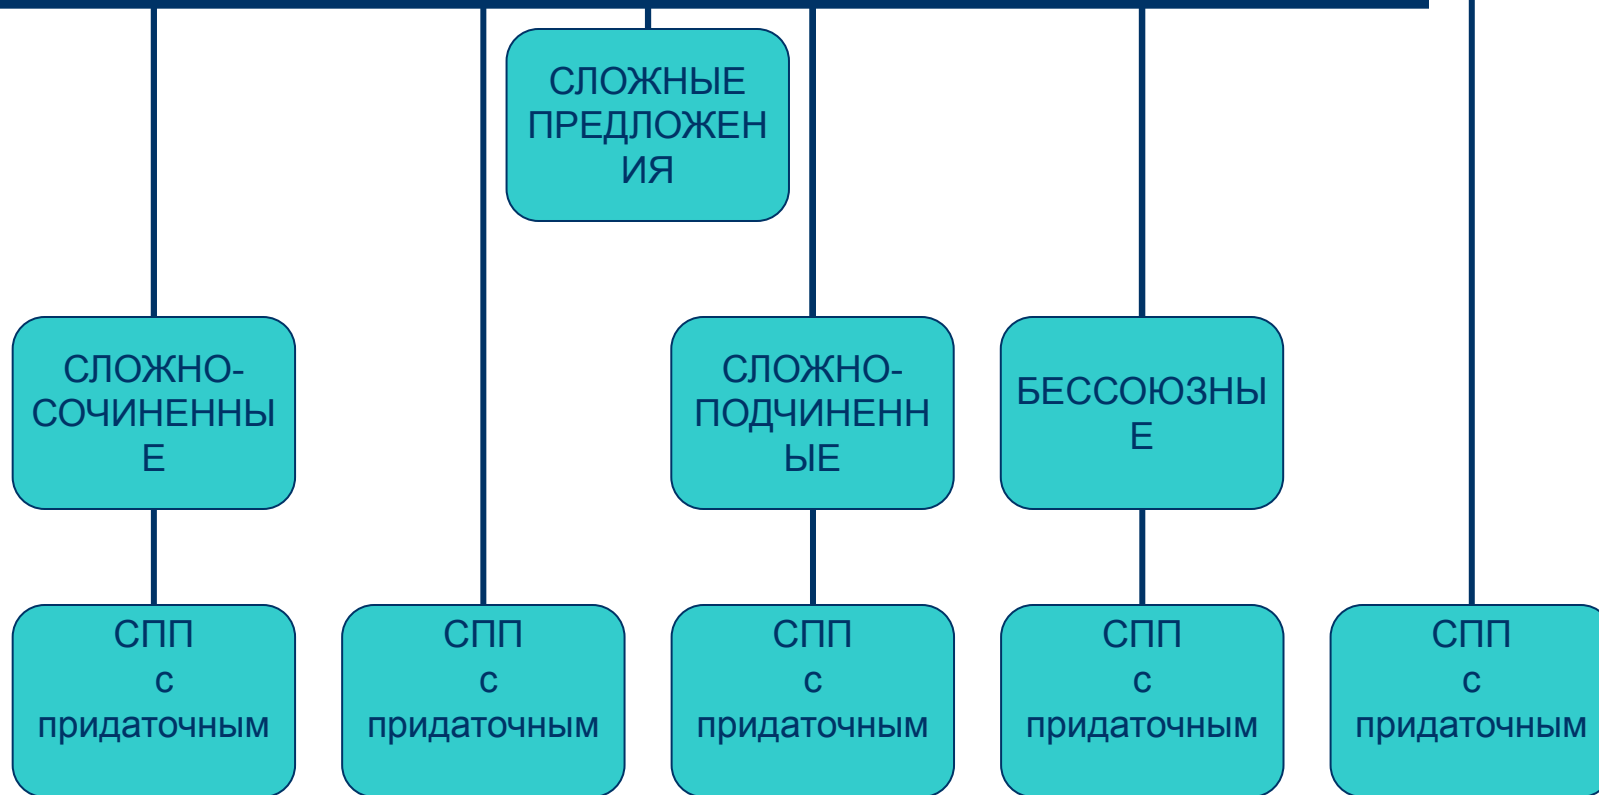 СЛОЖНЫЕ
ПРЕДЛОЖЕН
ИЯ
СЛОЖНО-
СОЧИНЕННЫ
Е
СЛОЖНО-
ПОДЧИНЕНН
ЫЕ
БЕССОЮЗНЫ
Е
СПП
с
придаточным
СПП
с
придаточным
СПП
с
придаточным
СПП
с
придаточным
СПП
с
придаточным